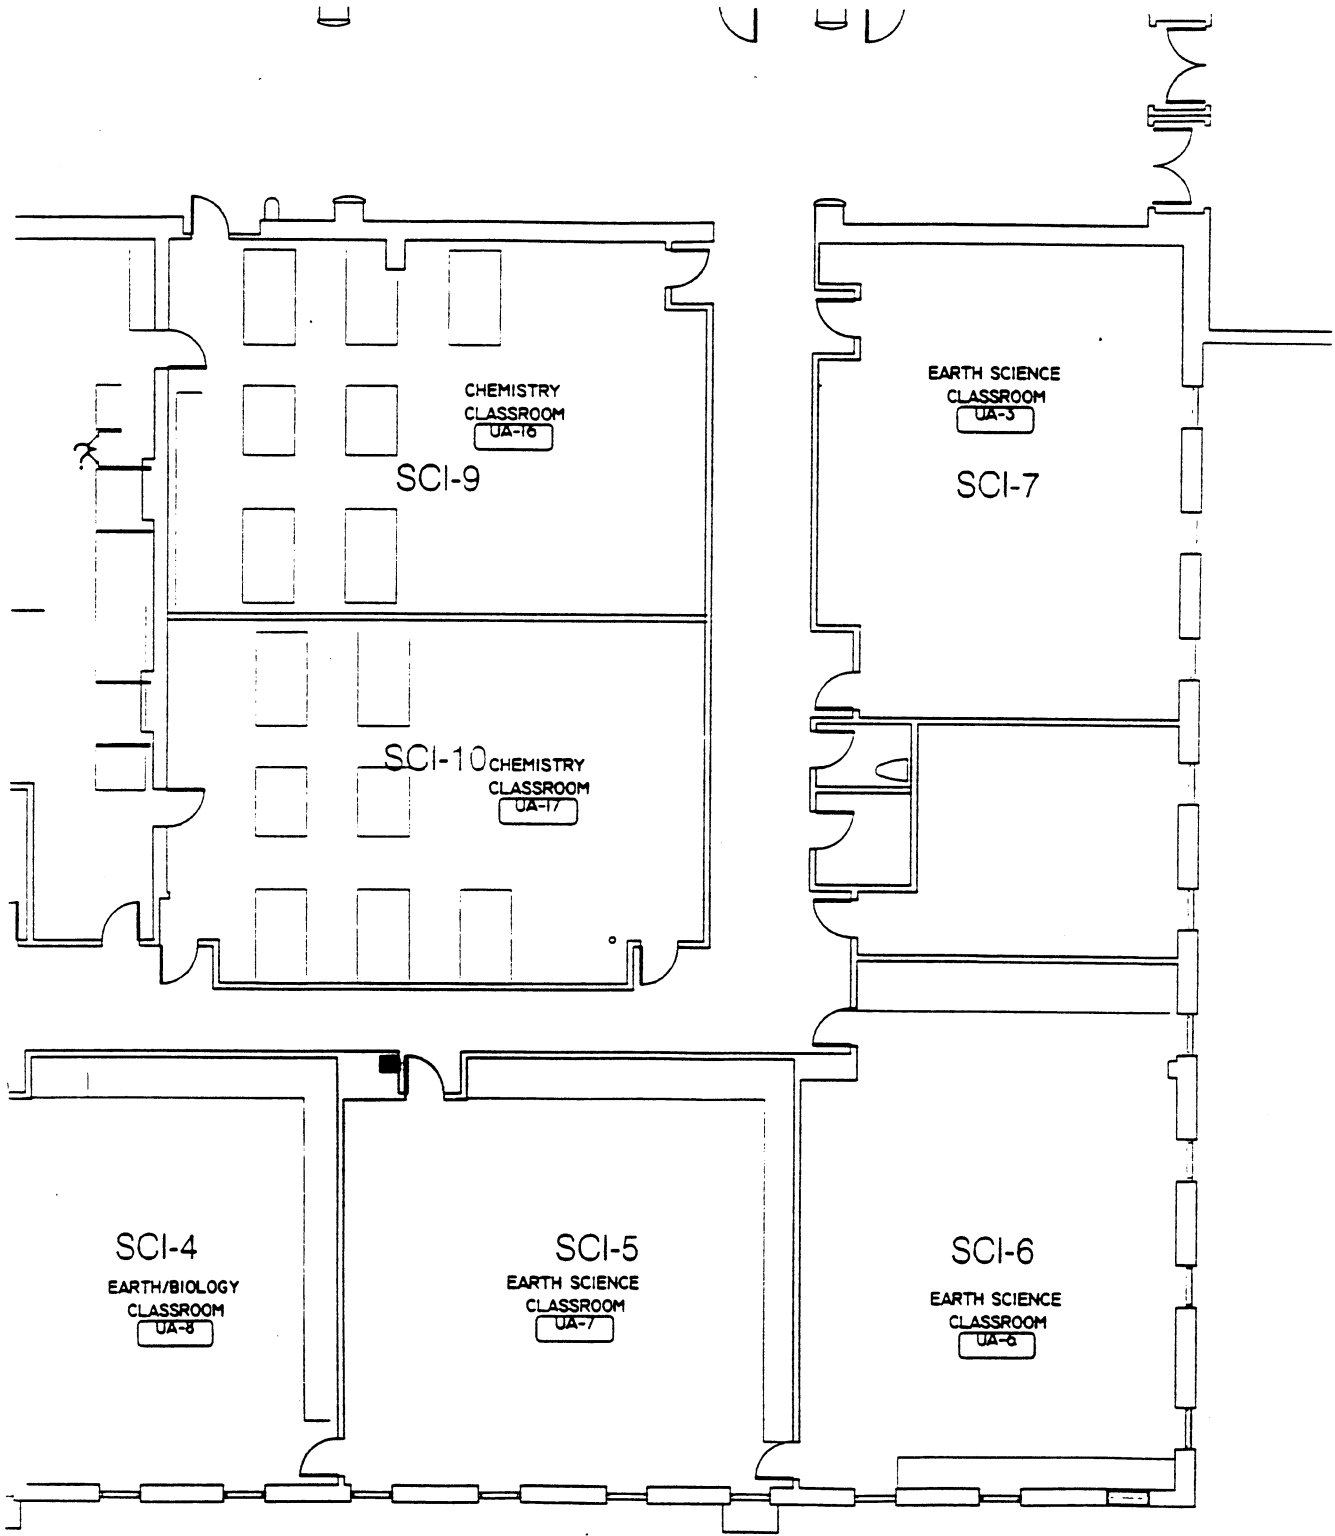 CHEMISTRY
CLASSROOM
UA-16
SCI-9
EARTH SCIENCE
CLASSROOM
UA-3
SCI-7
?
SCI-10
CHEMISTRY
CLASSROOM
UA-17
SCI-4
EARTH/BIOLOGY
CLASSROOM
UA-8
SCI-5
EARTH SCIENCE
CLASSROOM
UA-7
SCI-6
EARTH SCIENCE
CLASSROOM
UA-6